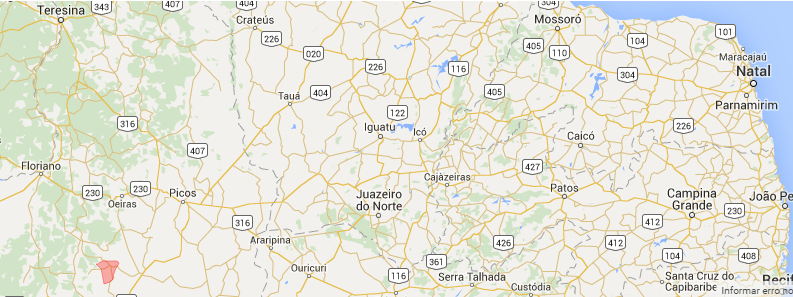 343
407
404
Teresina
Crateús
226
Mossoró
304
101
405
110
104
Maracajaú
020
226
116
304
Natal
Tauá
404
405
Parnamirim
122
316
Iguatu
Icó
226
Caicó
407
Floriano
427
Cajàzeiras
230
230
Oeiras
Picos
Juazeiro
do Norte
Patos
Campina
Grande
João Pe
230
316
412
Araripina
426
412
104
408
361
Ouricuri
116
Serra Talhada
Santa Cruz do
Capibaribe
Recif
Custódia
Informar erro no